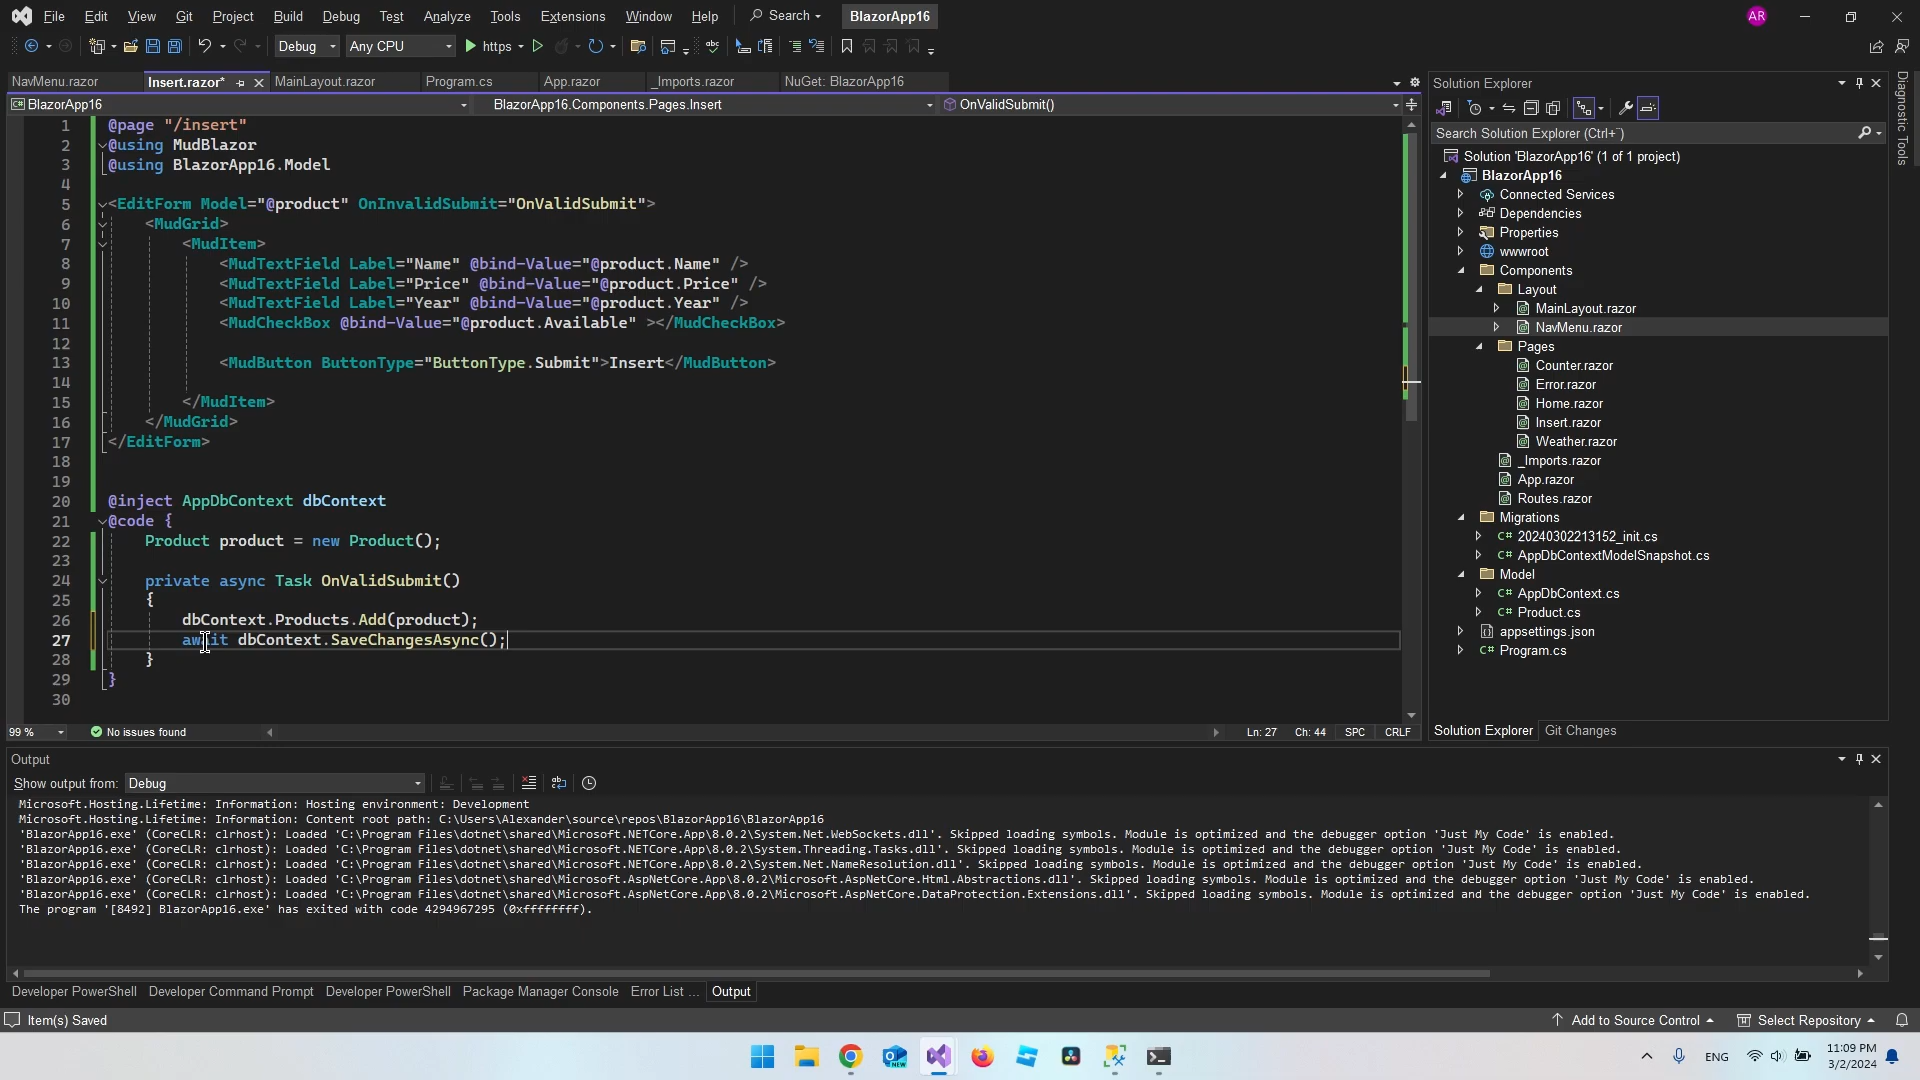 File Edit View Git Project Build Debug Test Analyze Tools Extensions Window Help Search BlazorApp16 AR
Debug Any CPU https
NavMenu.razor Insert.razor* MainLayout.razor Program.cs App.razor _Imports.razor NuGet: BlazorApp16
BlazorApp16 BlazorApp16.Components.Pages.Insert OnValidSubmit()
1 @page "/insert"
2 @using MudBlazor
3 @using BlazorApp16.Model
4
5 <EditForm Model="@product" OnInvalidSubmit="OnValidSubmit">
6 <MudGrid>
7 <MudItem>
8 <MudTextField Label="Name" @bind-Value="@product.Name" />
9 <MudTextField Label="Price" @bind-Value="@product.Price" />
10 <MudTextField Label="Year" @bind-Value="@product.Year" />
11 <MudCheckBox @bind-Value="@product.Available" ></MudCheckBox>
12
13 <MudButton ButtonType="ButtonType.Submit">Insert</MudButton>
14
15 </MudItem>
16 </MudGrid>
17 </EditForm>
18
19
20 @inject AppDbContext dbContext
21 @code {
22 Product product = new Product();
23
24 private async Task OnValidSubmit()
25 {
26 dbContext.Products.Add(product);
27 await dbContext.SaveChangesAsync();
28 }
29 }
30
99 % No issues found Ln: 27 Ch: 44 SPC CRLF
Solution Explorer
Search Solution Explorer (Ctrl+¨)
Solution 'BlazorApp16' (1 of 1 project)
BlazorApp16
Connected Services
Dependencies
Properties
wwwroot
Components
Layout
MainLayout.razor
NavMenu.razor
Pages
Counter.razor
Error.razor
Home.razor
Insert.razor
Weather.razor
_Imports.razor
App.razor
Routes.razor
Migrations
C# 20240302213152_init.cs
C# AppDbContextModelSnapshot.cs
Model
C# AppDbContext.cs
C# Product.cs
appsettings.json
C# Program.cs
Solution Explorer Git Changes
Diagnostic Tools
Output
Show output from: Debug
Microsoft.Hosting.Lifetime: Information: Hosting environment: Development
Microsoft.Hosting.Lifetime: Information: Content root path: C:\Users\Alexander\source\repos\BlazorApp16\BlazorApp16
'BlazorApp16.exe' (CoreCLR: clrhost): Loaded 'C:\Program Files\dotnet\shared\Microsoft.NETCore.App\8.0.2\System.Net.WebSockets.dll'. Skipped loading symbols. Module is optimized and the debugger option 'Just My Code' is enabled.
'BlazorApp16.exe' (CoreCLR: clrhost): Loaded 'C:\Program Files\dotnet\shared\Microsoft.NETCore.App\8.0.2\System.Threading.Tasks.dll'. Skipped loading symbols. Module is optimized and the debugger option 'Just My Code' is enabled.
'BlazorApp16.exe' (CoreCLR: clrhost): Loaded 'C:\Program Files\dotnet\shared\Microsoft.NETCore.App\8.0.2\System.Net.NameResolution.dll'. Skipped loading symbols. Module is optimized and the debugger option 'Just My Code' is enabled.
'BlazorApp16.exe' (CoreCLR: clrhost): Loaded 'C:\Program Files\dotnet\shared\Microsoft.AspNetCore.App\8.0.2\Microsoft.AspNetCore.Html.Abstractions.dll'. Skipped loading symbols. Module is optimized and the debugger option 'Just My Code' is enabled.
'BlazorApp16.exe' (CoreCLR: clrhost): Loaded 'C:\Program Files\dotnet\shared\Microsoft.AspNetCore.App\8.0.2\Microsoft.AspNetCore.DataProtection.Extensions.dll'. Skipped loading symbols. Module is optimized and the debugger option 'Just My Code' is enabled.
The program '[8492] BlazorApp16.exe' has exited with code 4294967295 (0xffffffff).
Developer PowerShell Developer Command Prompt Developer PowerShell Package Manager Console Error List ... Output
Item(s) Saved Add to Source Control Select Repository
ENG 11:09 PM
3/2/2024